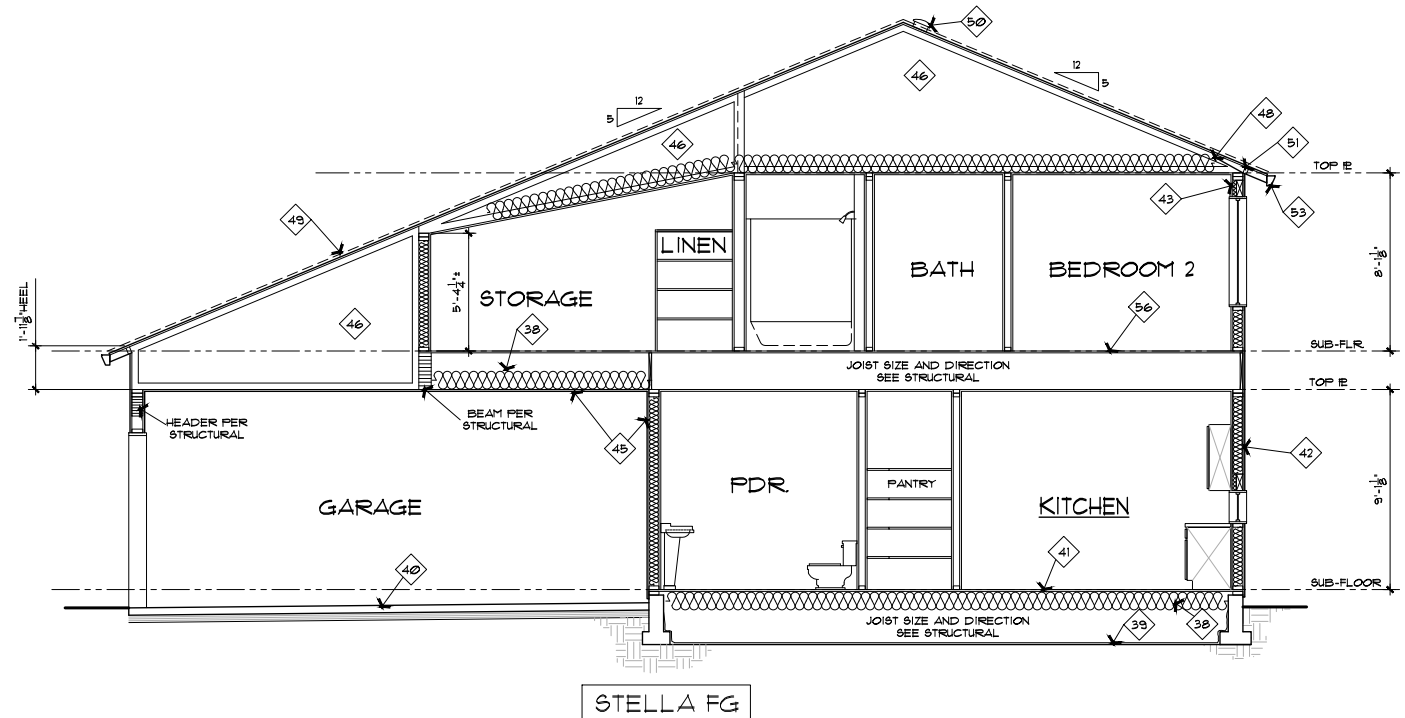 50
12
5
46
12
5
46
48
51
TOP PL
43
53
49
LINEN
BATH
BEDROOM 2
8'-1 1/8"
STORAGE
5'-4 1/4"±
1'-11 7/8" HEEL
46
38
56
SUB-FLR.
JOIST SIZE AND DIRECTION
SEE STRUCTURAL
TOP PL
HEADER PER
STRUCTURAL
BEAM PER
STRUCTURAL
45
42
PDR.
PANTRY
9'-1 1/8"
GARAGE
KITCHEN
40
41
SUB-FLOOR
JOIST SIZE AND DIRECTION
SEE STRUCTURAL
39
38
STELLA FG